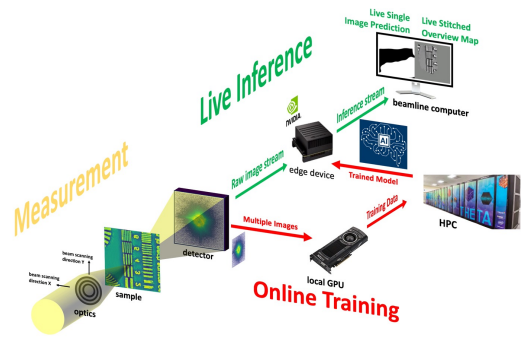 Live Single
Image Prediction
Live Stitched
Overview Map
Live Inference
NVIDIA
Inference stream
beamline computer
AI
Measurement
Raw image stream
edge device
Trained Model
THETA
HPC
Multiple Images
Training Data
detector
beam scanning
direction Y
beam scanning
direction X
sample
optics
local GPU
Online Training